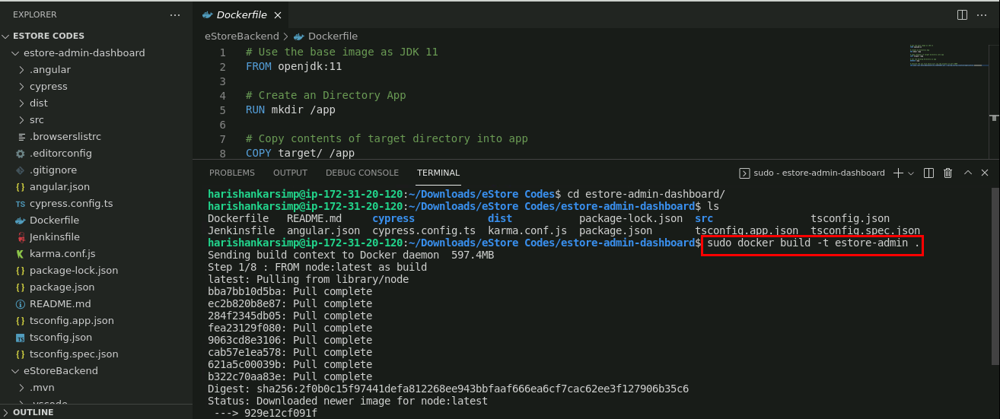 EXPLORER
ESTORE CODES
estore-admin-dashboard
.angular
cypress
dist
src
.browserslistrc
.editorconfig
.gitignore
{ } angular.json
TS cypress.config.ts
Dockerfile
Jenkinsfile
karma.conf.js
{ } package-lock.json
{ } package.json
README.md
{ } tsconfig.app.json
TS tsconfig.json
{ } tsconfig.spec.json
eStoreBackend
.mvn
.vscode
OUTLINE
Dockerfile
eStoreBackend > Dockerfile
1 # Use the base image as JDK 11
2 FROM openjdk:11
3
4 # Create an Directory App
5 RUN mkdir /app
6
7 # Copy contents of target directory into app
8 COPY target/ /app
PROBLEMS OUTPUT DEBUG CONSOLE TERMINAL sudo - estore-admin-dashboard
harishankarsimp@ip-172-31-20-120:~/Downloads/eStore Codes$ cd estore-admin-dashboard/
harishankarsimp@ip-172-31-20-120:~/Downloads/eStore Codes/estore-admin-dashboard$ ls
Dockerfile README.md cypress dist package-lock.json src tsconfig.json
Jenkinsfile angular.json cypress.config.ts karma.conf.js package.json tsconfig.app.json tsconfig.spec.json
harishankarsimp@ip-172-31-20-120:~/Downloads/eStore Codes/estore-admin-dashboard$ sudo docker build -t estore-admin .
Sending build context to Docker daemon 597.4MB
Step 1/8 : FROM node:latest as build
latest: Pulling from library/node
bba7bb10d5ba: Pull complete
ec2b820b8e87: Pull complete
284f2345db05: Pull complete
fea23129f080: Pull complete
9063cd8e3106: Pull complete
cab57e1ea578: Pull complete
621a5c00039b: Pull complete
b322c70aa83e: Pull complete
Digest: sha256:2f0b0c15f97441defa812268ee943bbfaaf666ea6cf7cac62ee3f127906b35c6
Status: Downloaded newer image for node:latest
---> 929e12cf091f